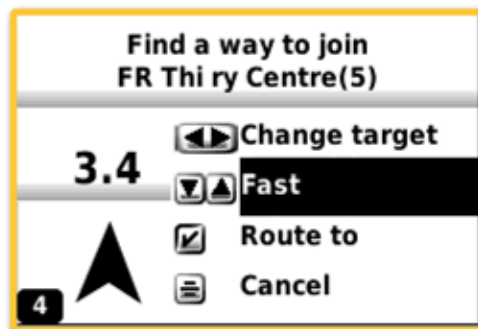 Find a way to join
FR Thi ry Centre(5)
Change target
3.4
Fast
Route to
Cancel
4